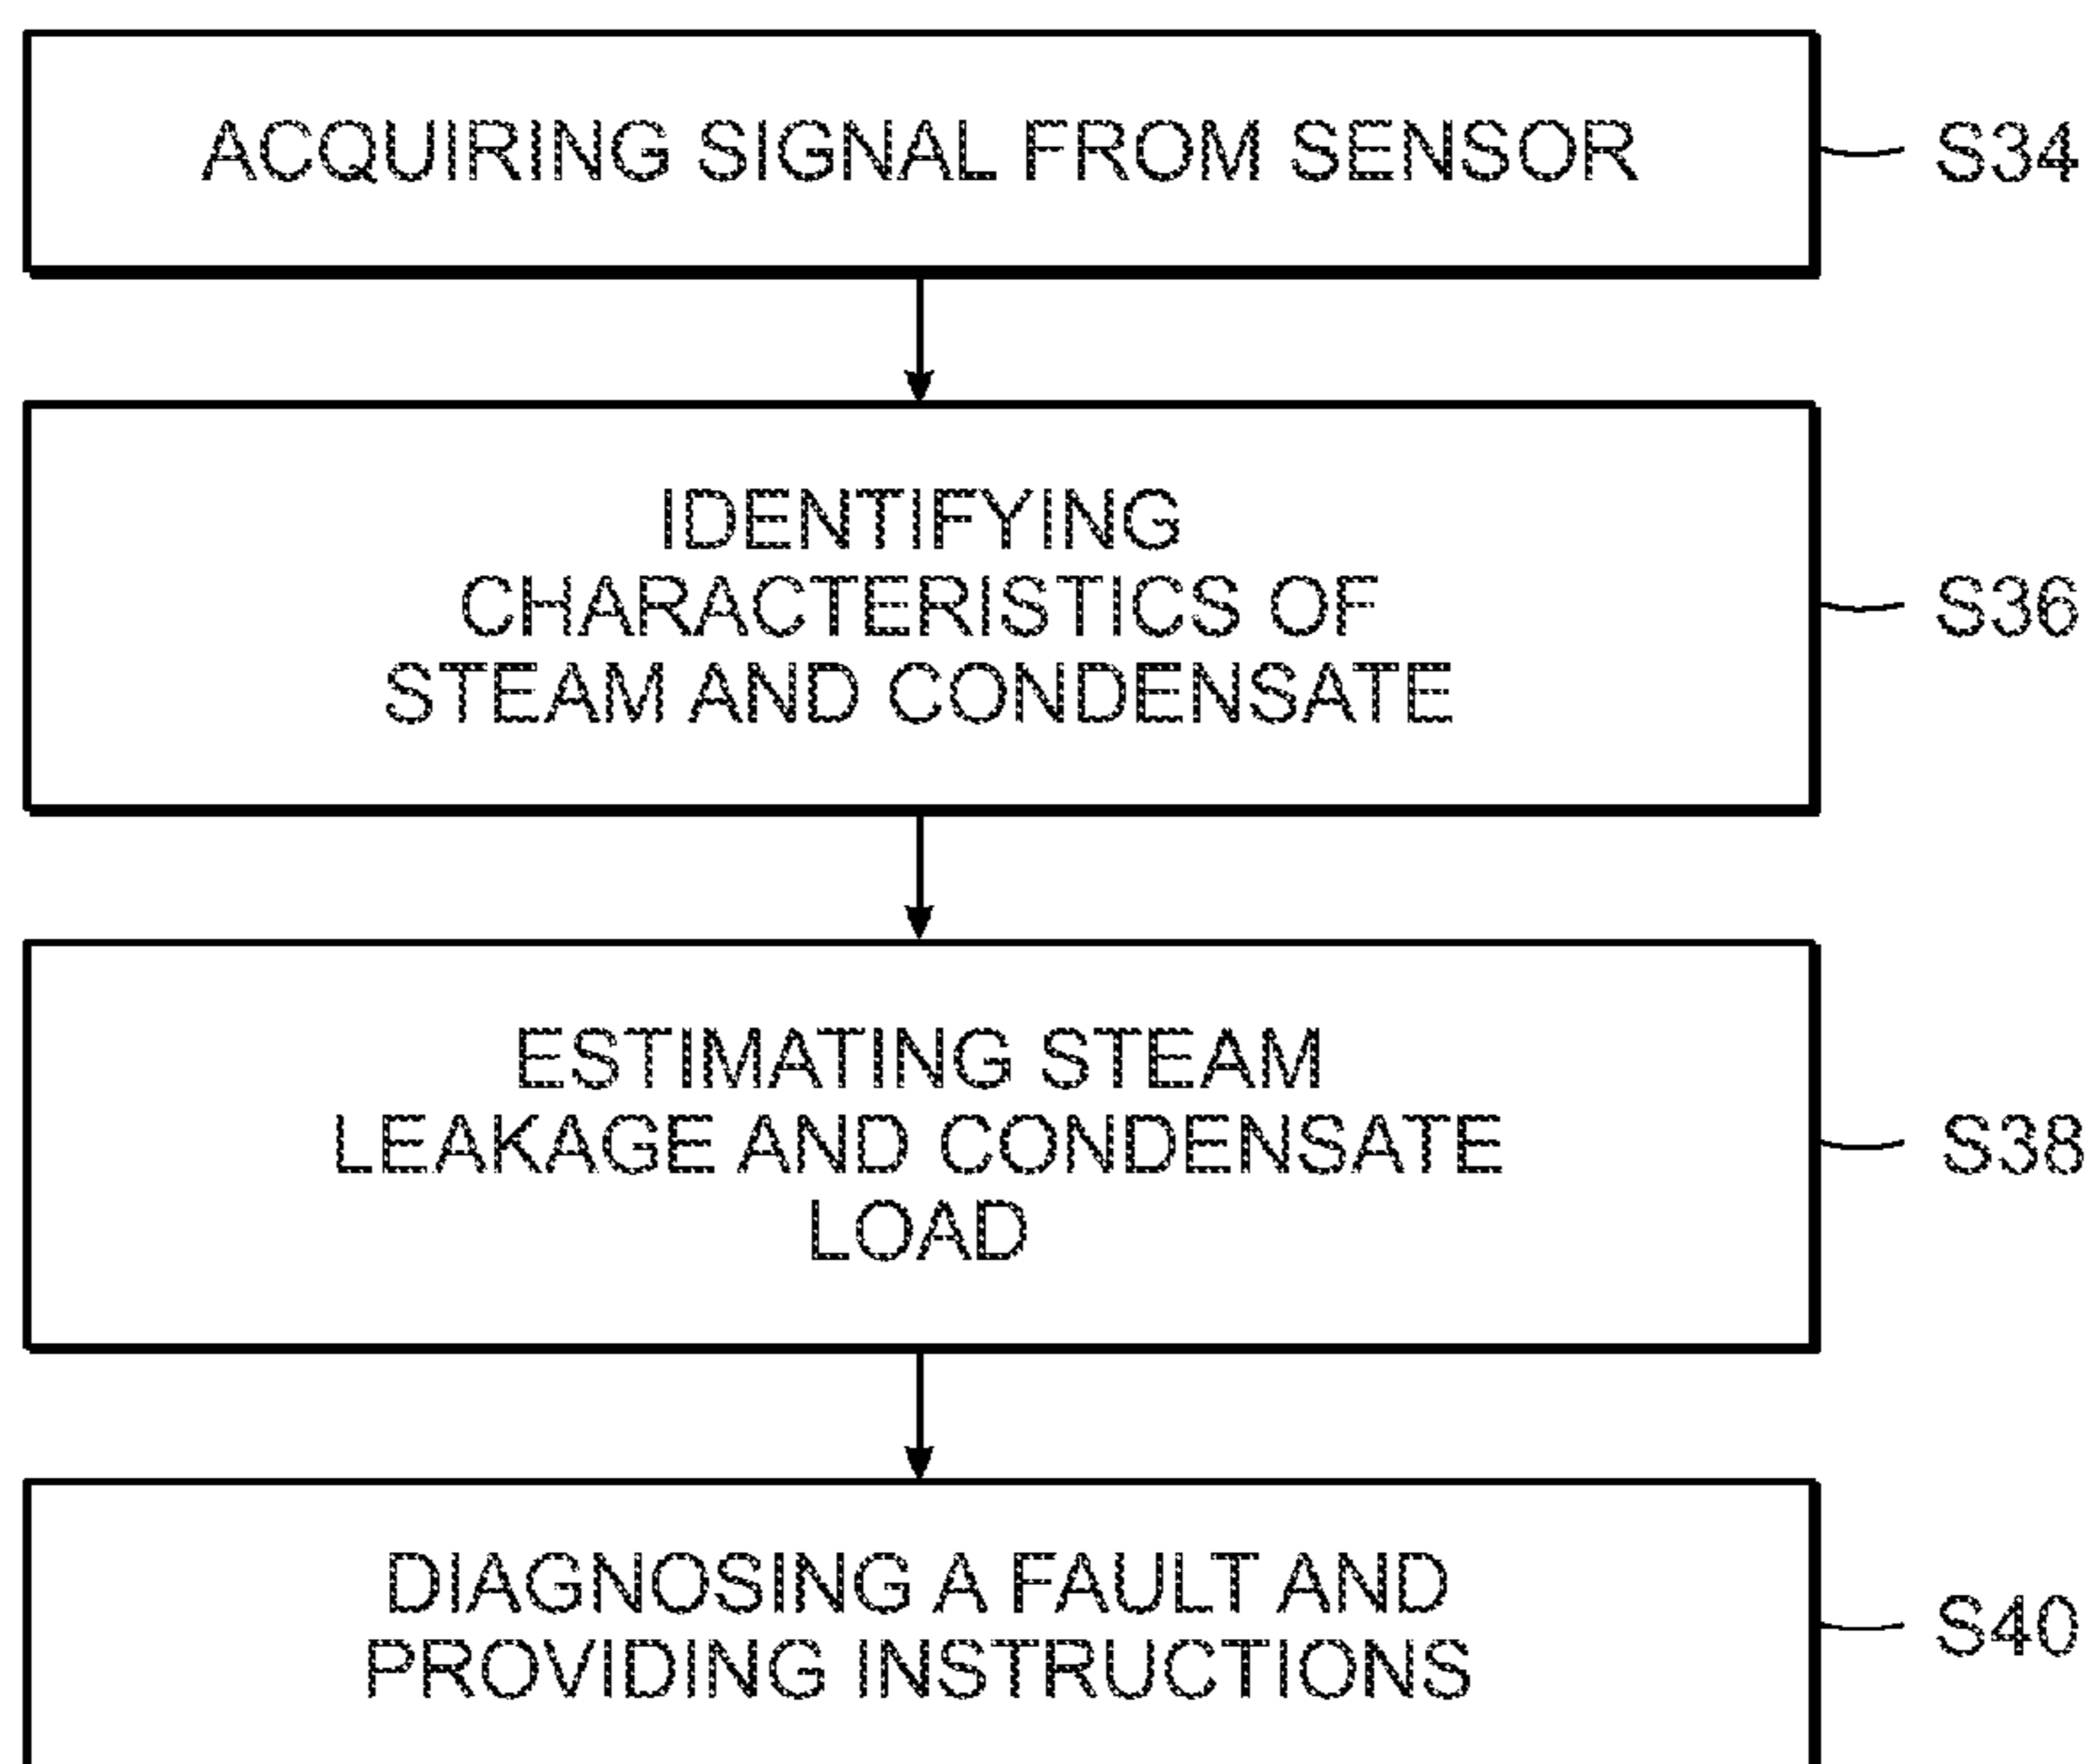 ACQUIRING SIGNAL FROM SENSOR
S34
IDENTIFYING
CHARACTERISTICS OF
STEAM AND CONDENSATE
S36
ESTIMATING STEAM
LEAKAGE AND CONDENSATE
LOAD
S38
DIAGNOSING A FAULT AND
PROVIDING INSTRUCTIONS
S40